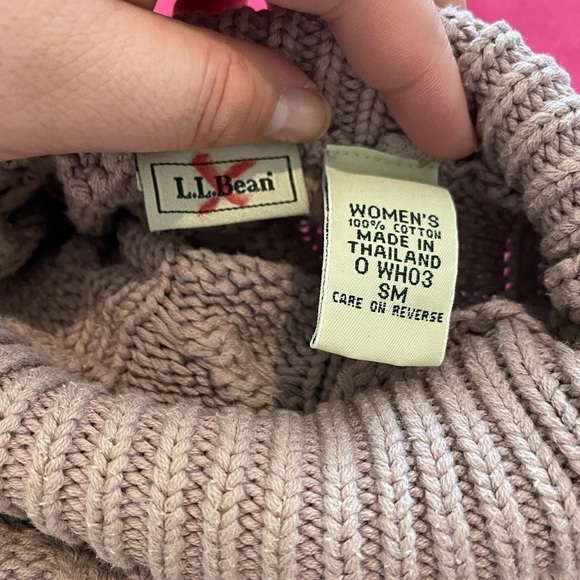 L.L.Bean
WOMEN'S
100% COTTON
MADE IN
THAILAND
0 WH03
SM
CARE ON REVERSE